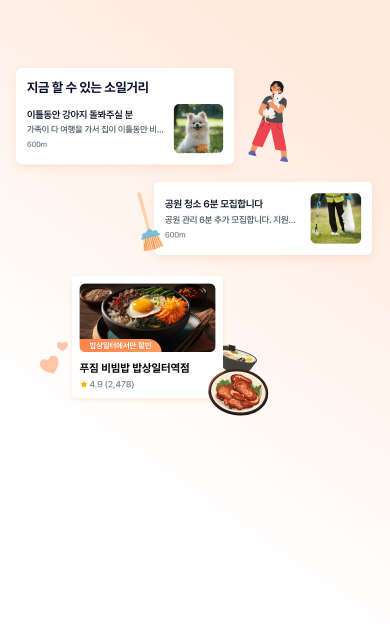 지금 할 수 있는 소일거리
이틀동안 강아지 돌봐주실 분
가족이 다 여행을 가서 집이 이틀동안 비...
600m
공원 청소 6분 모집합니다
공원 관리 6분 추가 모집합니다. 지원...
600m
밥상일터에서만 할인
푸짐 비빔밥 밥상일터역점
4.9 (2,478)